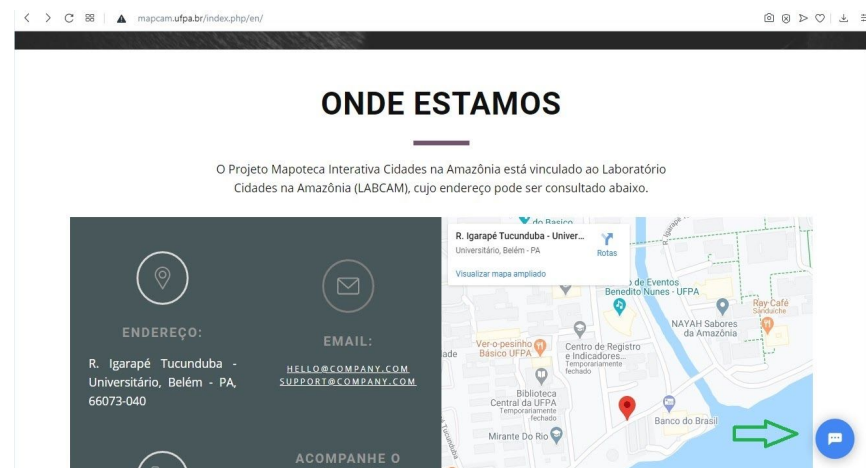 mapcam.ufpa.br/index.php/en/
ONDE ESTAMOS
O Projeto Mapoteca Interativa Cidades na Amazônia está vinculado ao Laboratório
Cidades na Amazônia (LABCAM), cujo endereço pode ser consultado abaixo.
ENDEREÇO:
R. Igarapé Tucunduba -
Universitário, Belém - PA,
66073-040
EMAIL:
HELLO@COMPANY.COM
SUPPORT@COMPANY.COM
ACOMPANHE O
do Basico
R. Igarapé Tucunduba - Univer...
Universitário, Belém - PA
Rotas
Visualizar mapa ampliado
de Eventos
Benedito Nunes - UFPA
Ray Café
Sanduiche
NAYAH Sabores
da Amazônia
Ver-o-pesinho
Básico UFPA
Centro de Registro
e Indicadores...
Temporariamente
fechado
Biblioteca
Central da UFPA
Temporariamente
fechado
Mirante Do Rio
Banco do Brasil